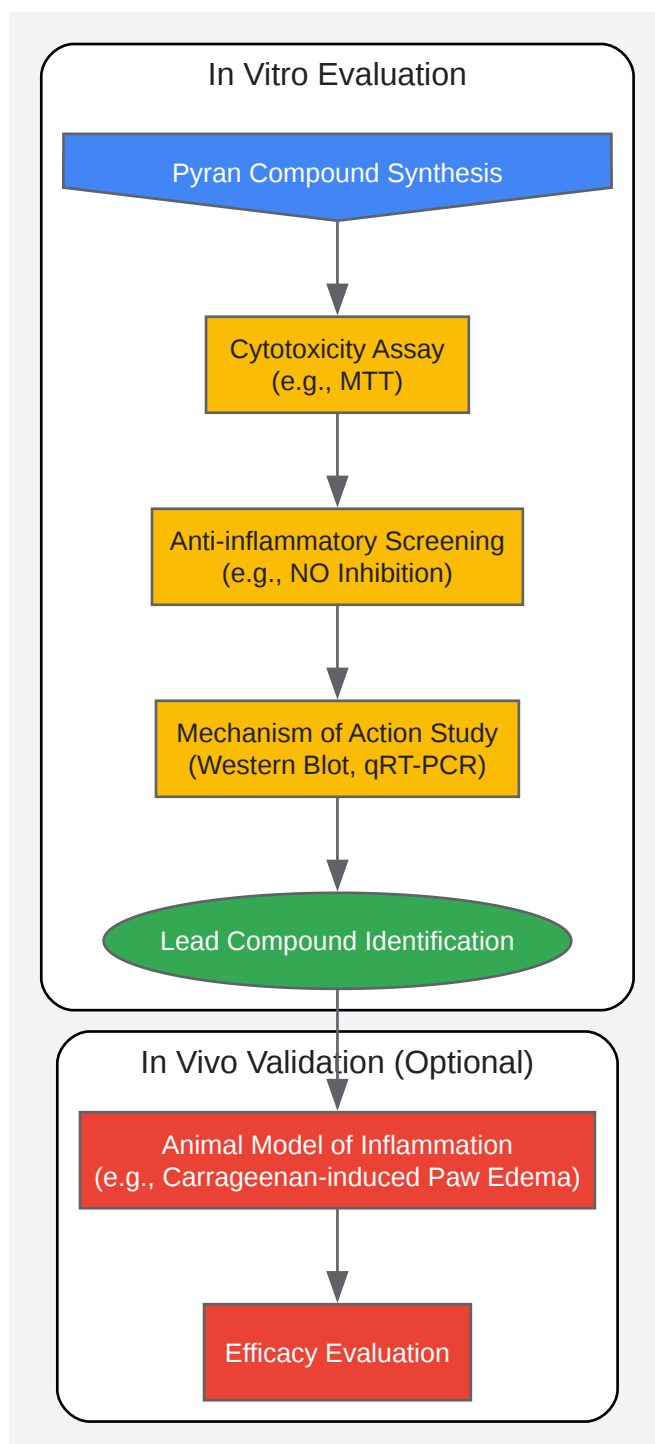 In Vitro Evaluation
Pyran Compound Synthesis
Cytotoxicity Assay
(e.g., MTT)
Anti-inflammatory Screening
(e.g., NO Inhibition)
Mechanism of Action Study
(Western Blot, qRT-PCR)
Lead Compound Identification
In Vivo Validation (Optional)
Animal Model of Inflammation
(e.g., Carrageenan-induced Paw Edema)
Efficacy Evaluation